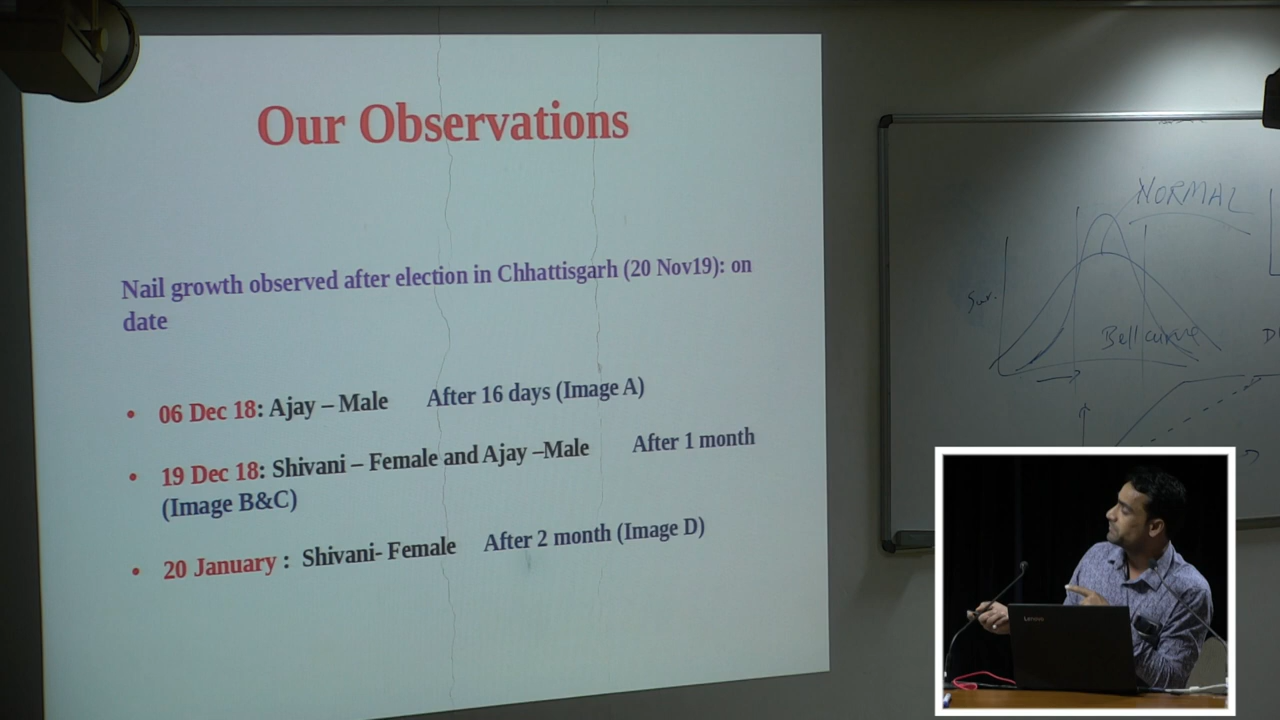 Our Observations
Nail growth observed after election in Chhattisgarh (20 Nov19): on
date
• 06 Dec 18: Ajay – Male After 16 days (Image A)
• 19 Dec 18: Shivani – Female and Ajay –Male After 1 month
(Image B&C)
• 20 January : Shivani- Female After 2 month (Image D)
NORMAL
Bell curve
Lenovo